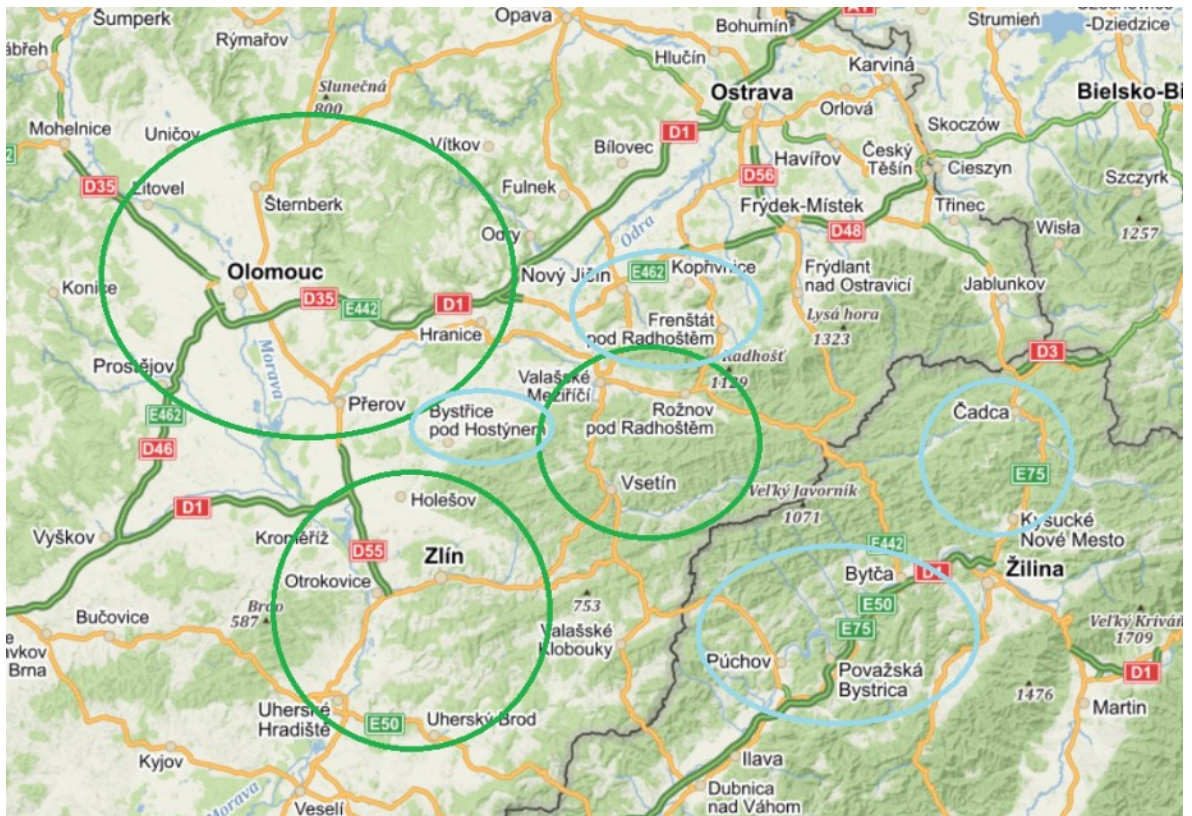 Šumperk
Rýmařov
Opava
Bohumín
Strumień
-Dziedzice
Hlučín
Karviná
Slunečná
800
Ostrava
Orlová
Bielsko-Bi
Mohelnice
Uničov
Vítkov
D1
Bílovec
Skoczów
Havířov
Český
Těšín
Cieszyn
D35
Litovel
Šternberk
Fulnek
D56
Szczyrk
Třinec
Frýdek-Místek
Odry
Odra
D48
Wisła
1257
Olomouc
Nový Jičín
E462
Kopřivnice
Frýdlant
nad Ostravicí
Jablunkov
Konice
D35
E442
D1
Hranice
Frenštát
pod Radhoštěm
Lysá hora
1323
Morava
Prostějov
Radhošť
1129
D3
Valašské
Meziříčí
Přerov
E462
Bystřice
pod Hostýnem
Rožnov
pod Radhoštěm
Čadca
D46
E75
Vsetín
Veľký Javorník
1071
Holešov
D1
Kysucké
Nové Mesto
Vyškov
Kroměříž
D55
Zlín
E442
Bytča
D1
Žilina
Otrokovice
E50
Brdo
587
753
Bučovice
E75
Veľký Kriváň
1709
avkov
Brna
Valašské
Klobouky
Púchov
Považská
Bystrica
D1
1476
Martin
Uherské
Hradiště
E50
Uherský Brod
Kyjov
Ilava
Dubnica
nad Váhom
Morava
Veselí